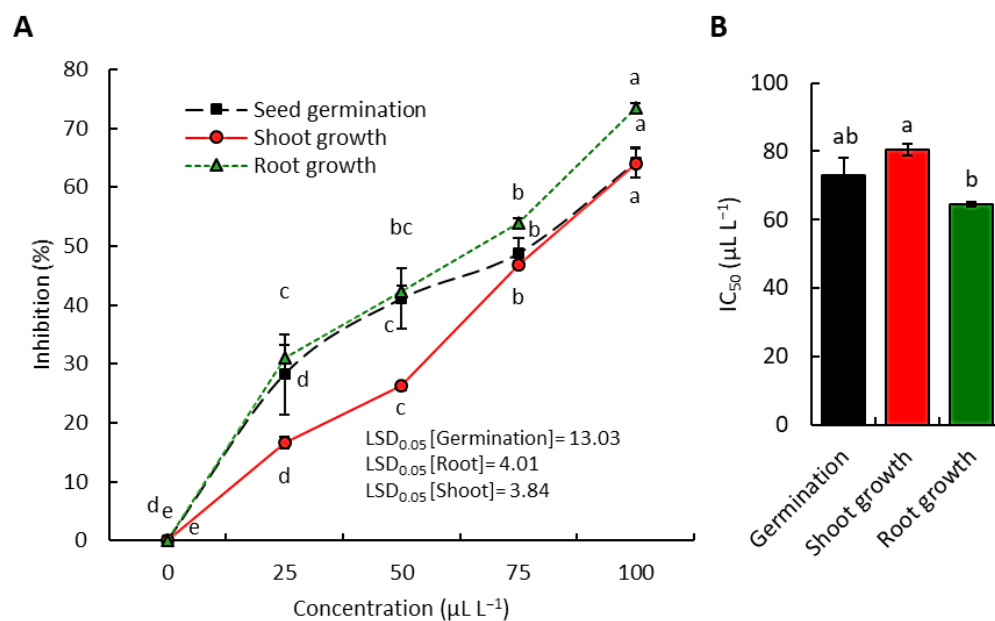 A
B
80
70
60
50
40
30
20
10
0
Inhibition (%)
Seed germination
Shoot growth
Root growth
a
a
a
b
b
b
bc
c
c
c
d
d
d
e
e
LSD0.05 [Germination]= 13.03
LSD0.05 [Root]= 4.01
LSD0.05 [Shoot]= 3.84
0 25 50 75 100
Concentration (µL L−1)
100
80
60
40
20
0
IC50 (µL L−1)
ab
a
b
Germination
Shoot growth
Root growth